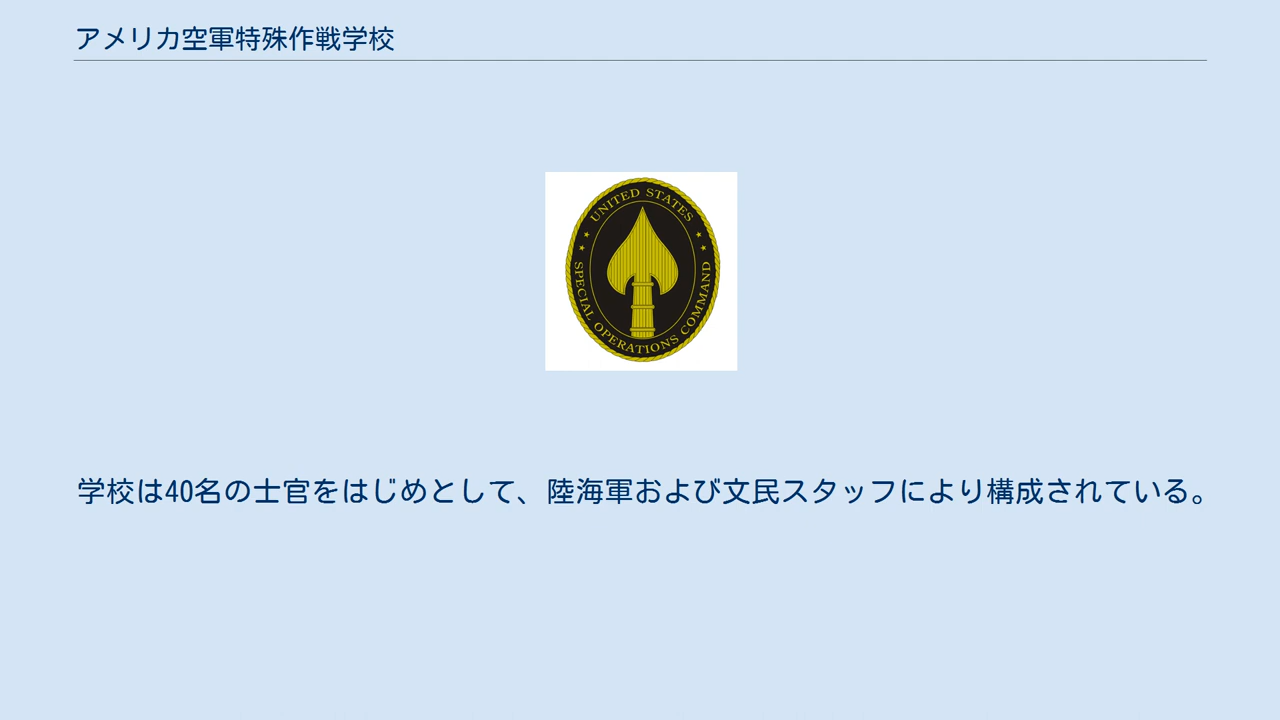 アメリカ空軍特殊作戦学校
UNITED STATES
SPECIAL OPERATIONS COMMAND
学校は40名の士官をはじめとして、陸海軍および文民スタッフにより構成されている。